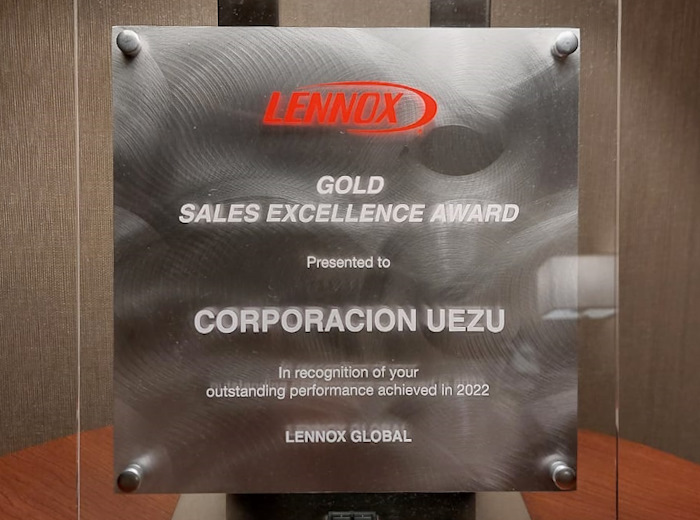 LENNOX
GOLD
SALES EXCELLENCE AWARD
Presented to
CORPORACION UEZU
In recognition of your
outstanding performance achieved in 2022
LENNOX GLOBAL